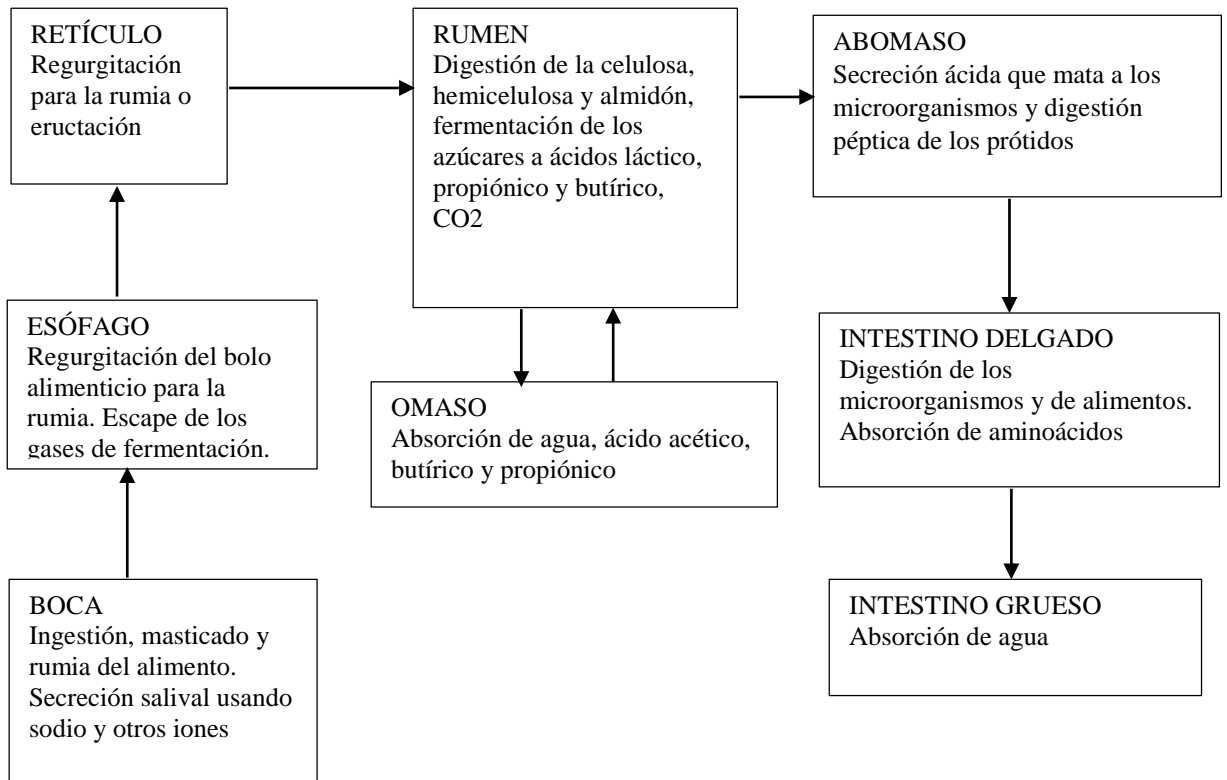 RETÍCULO
Regurgitación
para la rumia o
eructación
RUMEN
Digestión de la celulosa,
hemicelulosa y almidón,
fermentación de los
azúcares a ácidos láctico,
propiónico y butírico,
CO2
ABOMASO
Secreción ácida que mata a los
microorganismos y digestión
péptica de los prótidos
ESÓFAGO
Regurgitación del bolo
alimenticio para la
rumia. Escape de los
gases de fermentación.
OMASO
Absorción de agua, ácido acético,
butírico y propiónico
INTESTINO DELGADO
Digestión de los
microorganismos y de alimentos.
Absorción de aminoácidos
BOCA
Ingestión, masticado y
rumia del alimento.
Secreción salival usando
sodio y otros iones
INTESTINO GRUESO
Absorción de agua